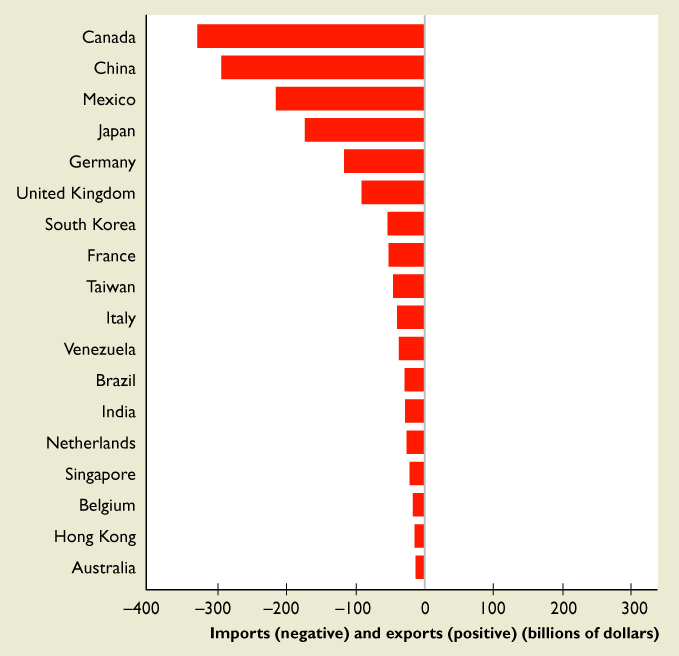 Canada
China
Mexico
Japan
Germany
United Kingdom
South Korea
France
Taiwan
Italy
Venezuela
Brazil
India
Netherlands
Singapore
Belgium
Hong Kong
Australia
–400 –300 –200 –100 0 100 200 300
Imports (negative) and exports (positive) (billions of dollars)